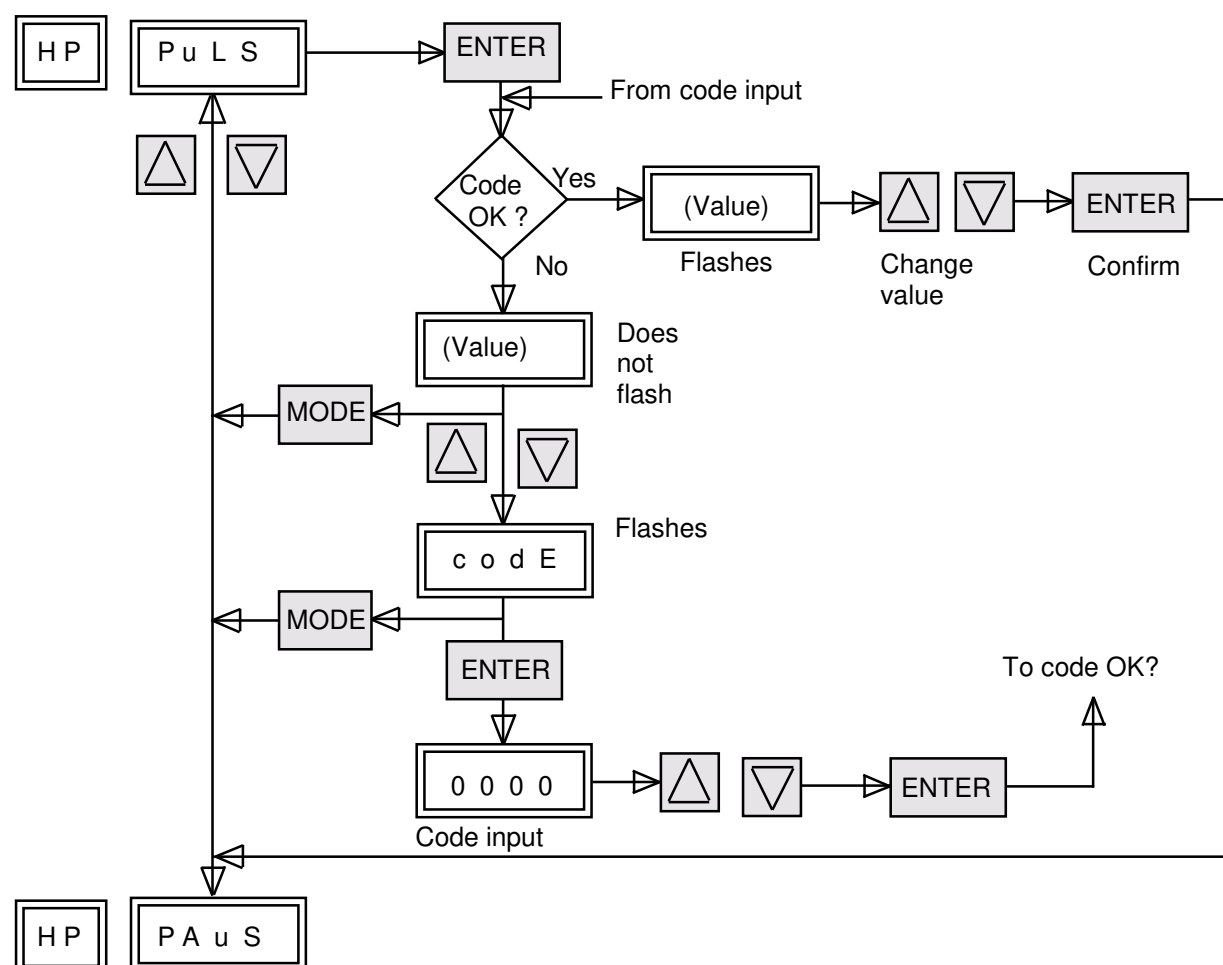 H P
P u L S
ENTER
From code input
Code
OK ?
Yes
(Value)
ENTER
No
Flashes
Change
value
Confirm
(Value)
Does
not
flash
MODE
Flashes
c o d E
MODE
ENTER
To code OK?
0 0 0 0
ENTER
Code input
H P
P A u S